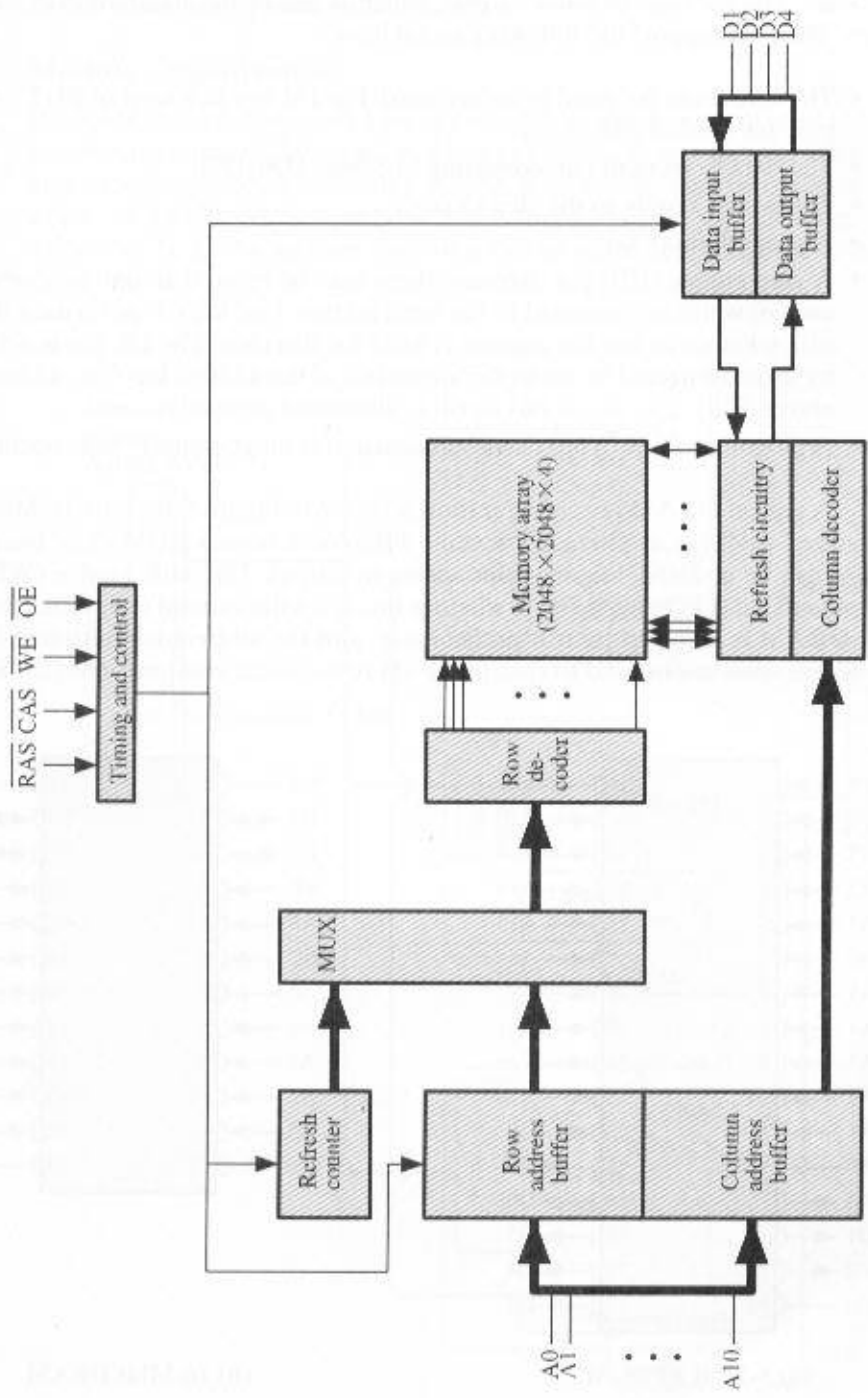 RAS CAS WE OE
Timing and control
Refresh
counter
MUX
Row
address
buffer
Column
address
buffer
A0
A1
A10
Row
de-
coder
Memory array
(2048 × 2048 × 4)
Refresh circuitry
Column decoder
Data input
buffer
Data output
buffer
D1
D2
D3
D4